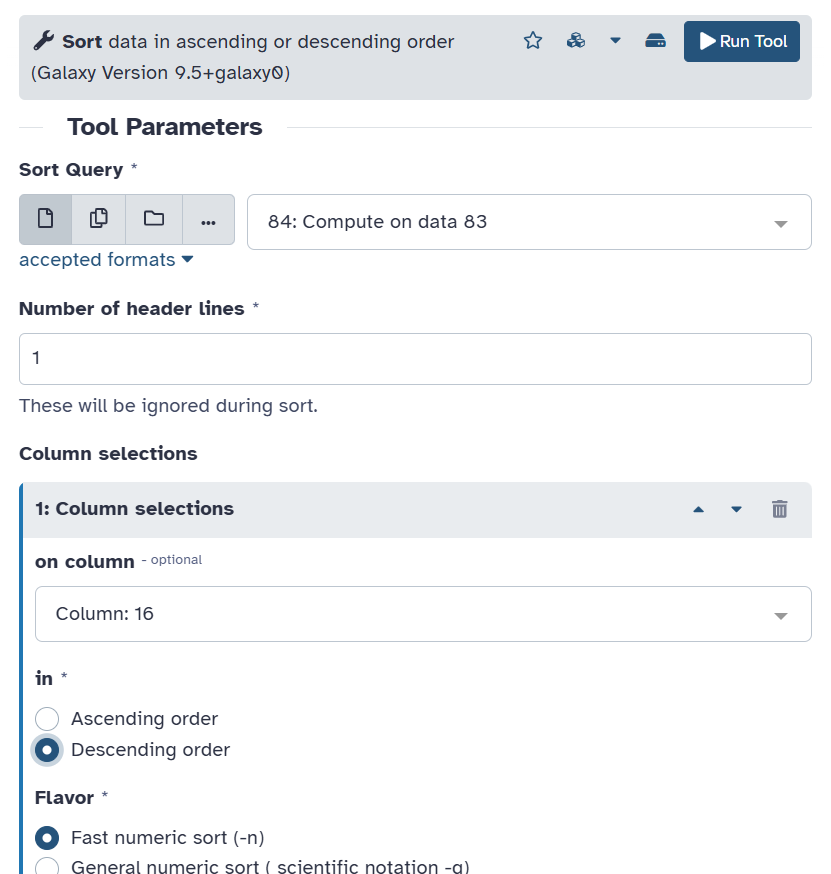 Sort data in ascending or descending order
(Galaxy Version 9.5+galaxy0)
Run Tool
Tool Parameters
Sort Query *
...
84: Compute on data 83
accepted formats
Number of header lines *
1
These will be ignored during sort.
Column selections
1: Column selections
on column - optional
Column: 16
in *
Ascending order
Descending order
Flavor *
Fast numeric sort (-n)
General numeric sort ( scientific notation -g)